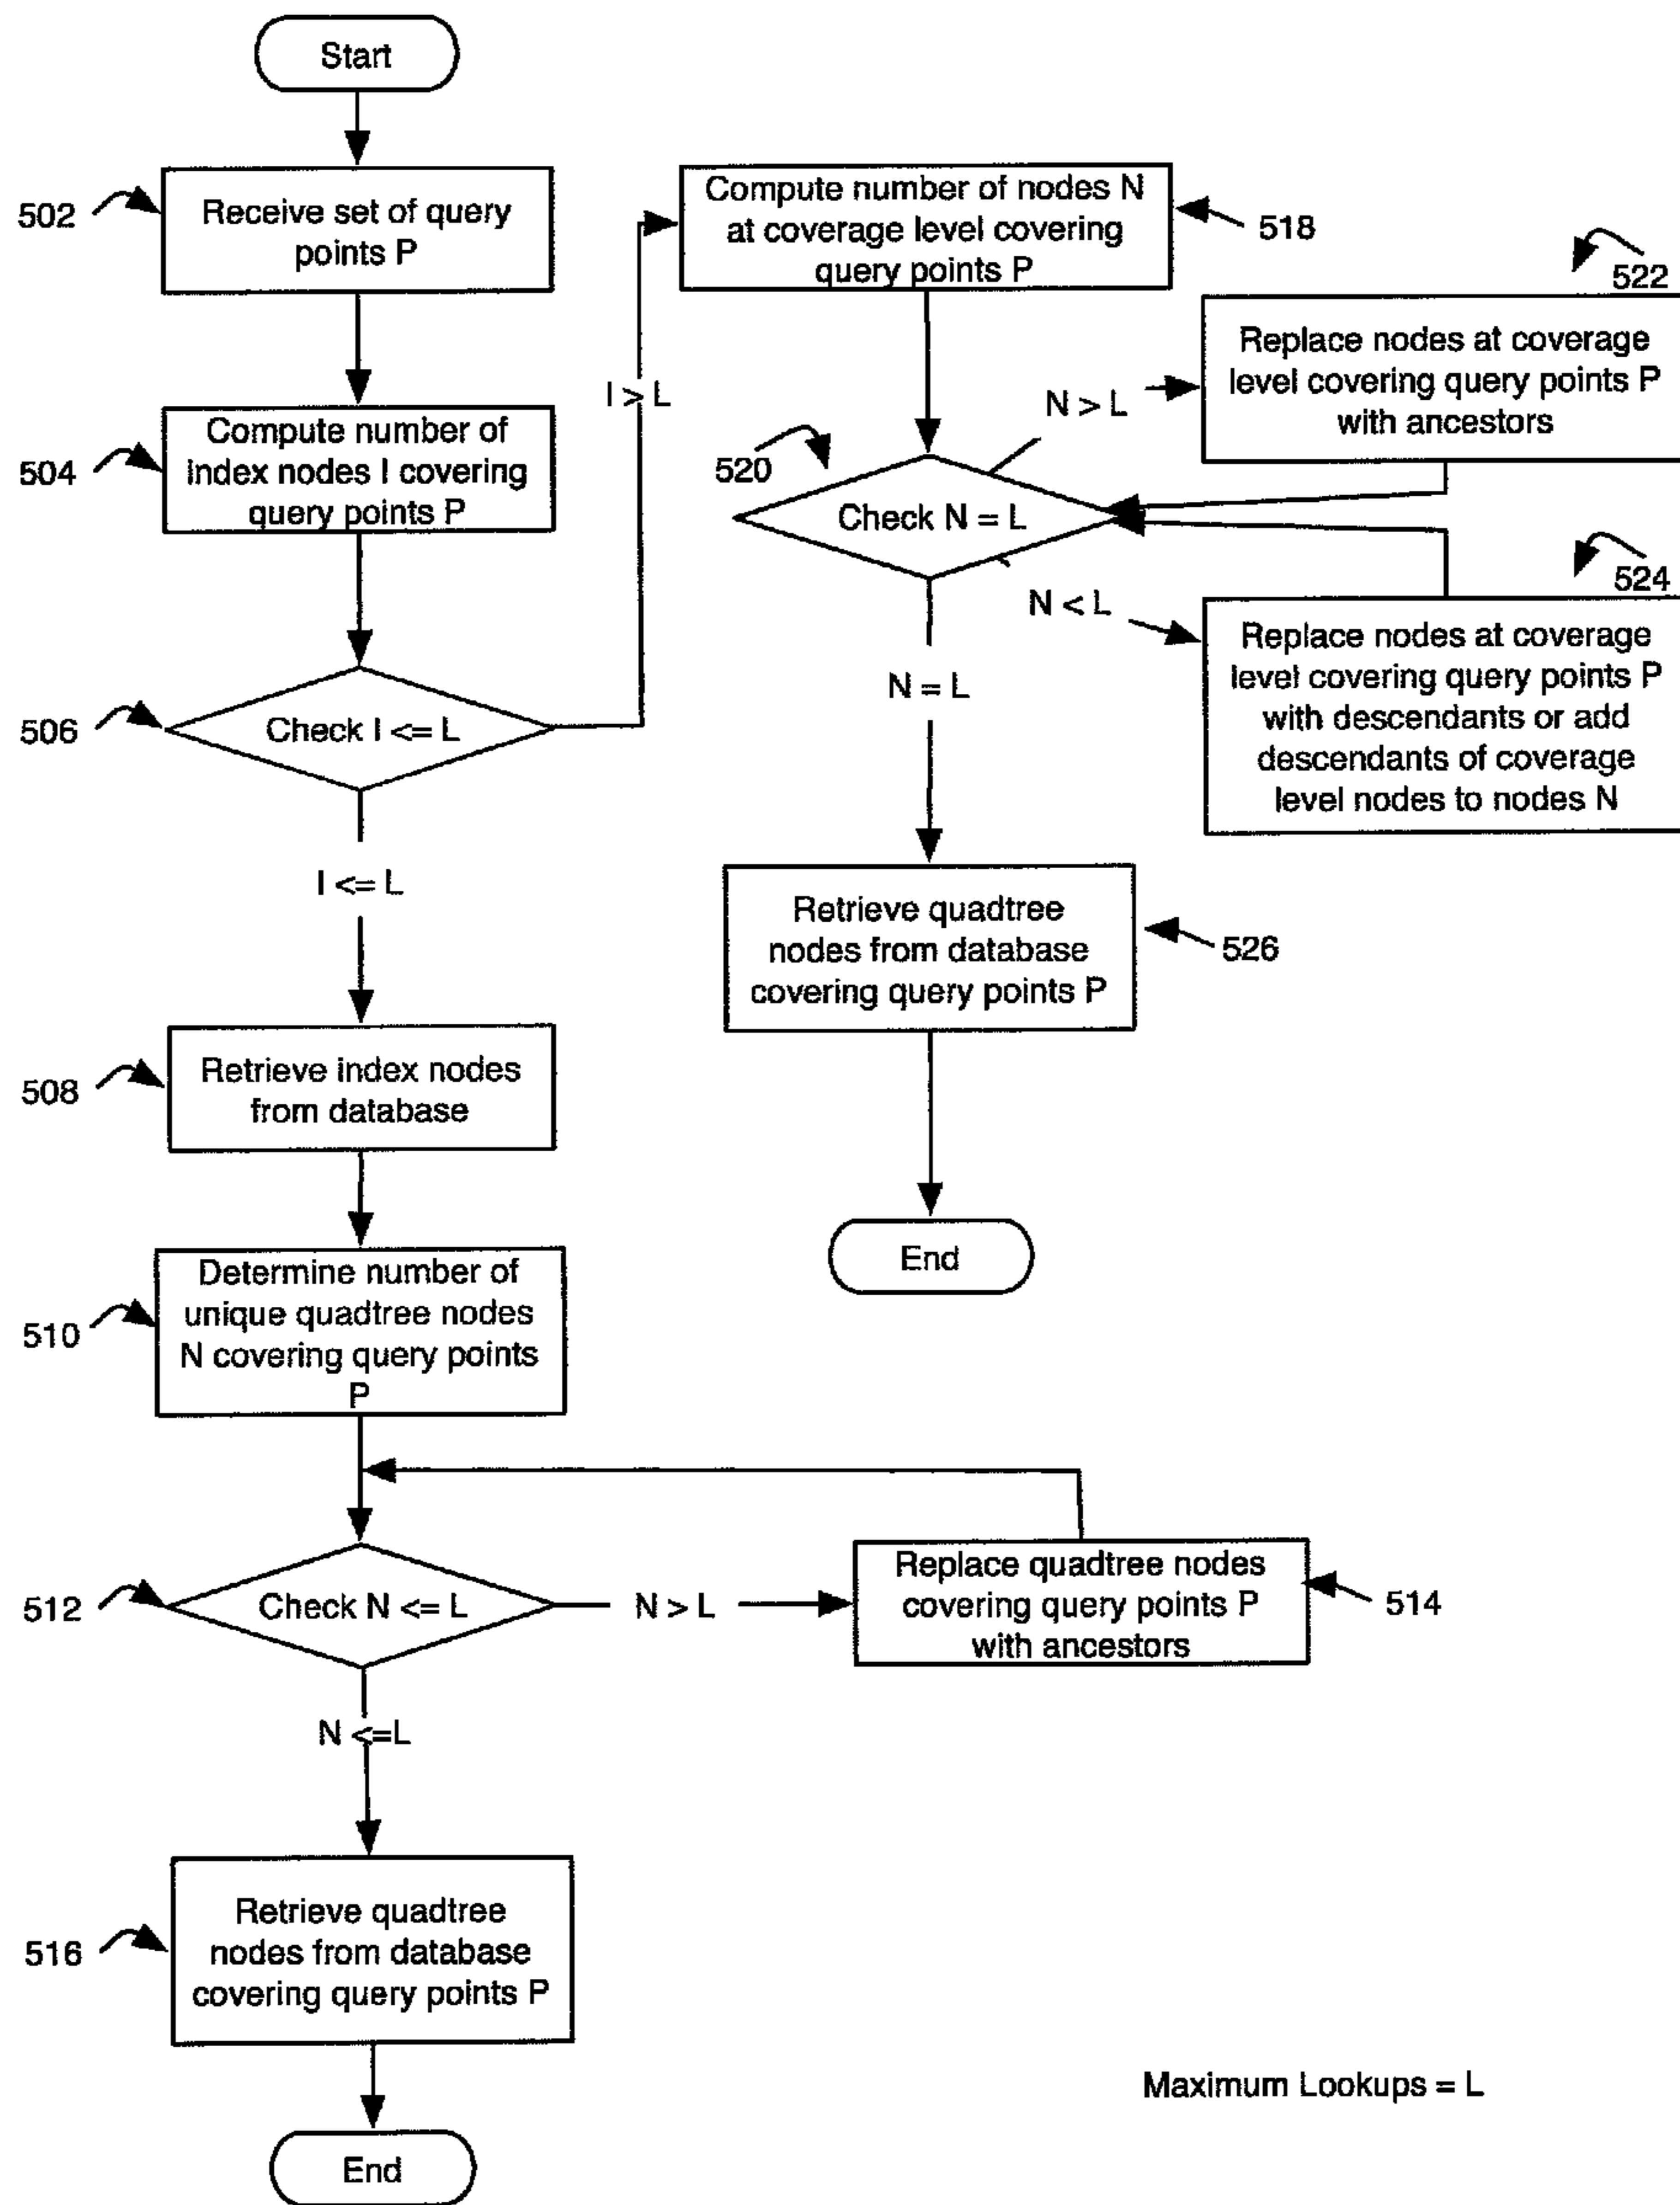 Start
502
Receive set of query
points P
504
Compute number of
index nodes I covering
query points P
506
Check I <= L
I > L
I <= L
508
Retrieve index nodes
from database
510
Determine number of
unique quadtree nodes
N covering query points
P
512
Check N <= L
N > L
Replace quadtree nodes
covering query points P
with ancestors
514
N <=L
516
Retrieve quadtree
nodes from database
covering query points P
End
Compute number of nodes N
at coverage level covering
query points P
518
520
Check N = L
N > L
522
Replace nodes at coverage
level covering query points P
with ancestors
N < L
524
Replace nodes at coverage
level covering query points P
with descendants or add
descendants of coverage
level nodes to nodes N
N = L
Retrieve quadtree
nodes from database
covering query points P
526
End
Maximum Lookups = L